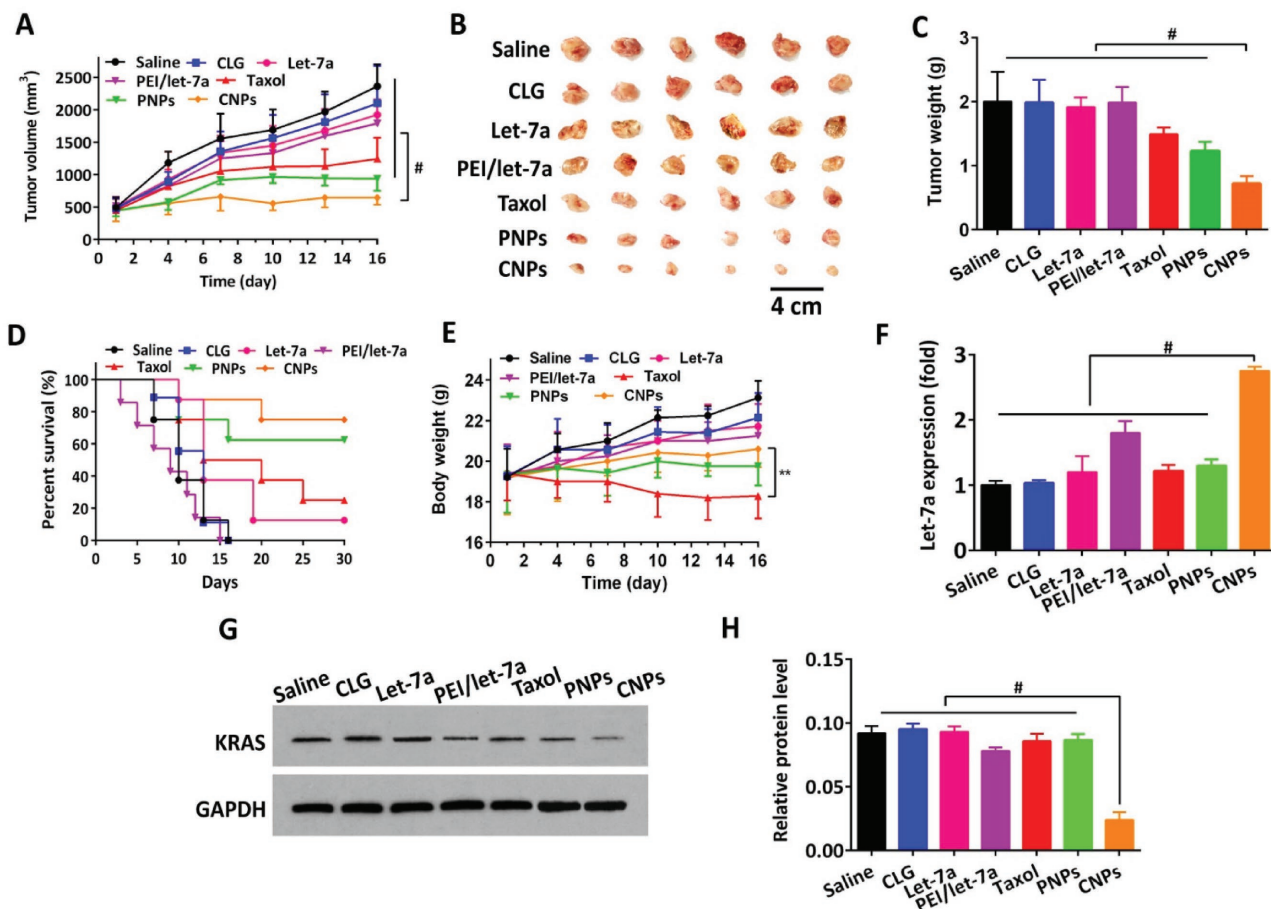 A
Saline CLG Let-7a
PEI/let-7a Taxol
PNPs CNPs
Tumor volume (mm³)
2500
2000
1500
1000
500
0
0 2 4 6 8 10 12 14 16
Time (day)
#
B
Saline
CLG
Let-7a
PEI/let-7a
Taxol
PNPs
CNPs
4 cm
C
Tumor weight (g)
3
2
1
0
#
Saline CLG Let-7a PEI/let-7a Taxol PNPs CNPs
D
Saline CLG Let-7a PEI/let-7a
Taxol PNPs CNPs
Percent survival (%)
100
80
60
40
20
0
0 5 10 15 20 25 30
Days
E
Saline CLG Let-7a
PEI/let-7a Taxol
PNPs CNPs
Body weight (g)
24
22
20
18
16
0 2 4 6 8 10 12 14 16
Time (day)
**
F
Let-7a expression (fold)
3
2
1
0
#
Saline CLG Let-7a PEI/let-7a Taxol PNPs CNPs
G
Saline CLG Let-7a PEI/let-7a Taxol PNPs CNPs
KRAS
GAPDH
H
Relative protein level
0.15
0.10
0.05
0.00
#
Saline CLG Let-7a PEI/let-7a Taxol PNPs CNPs